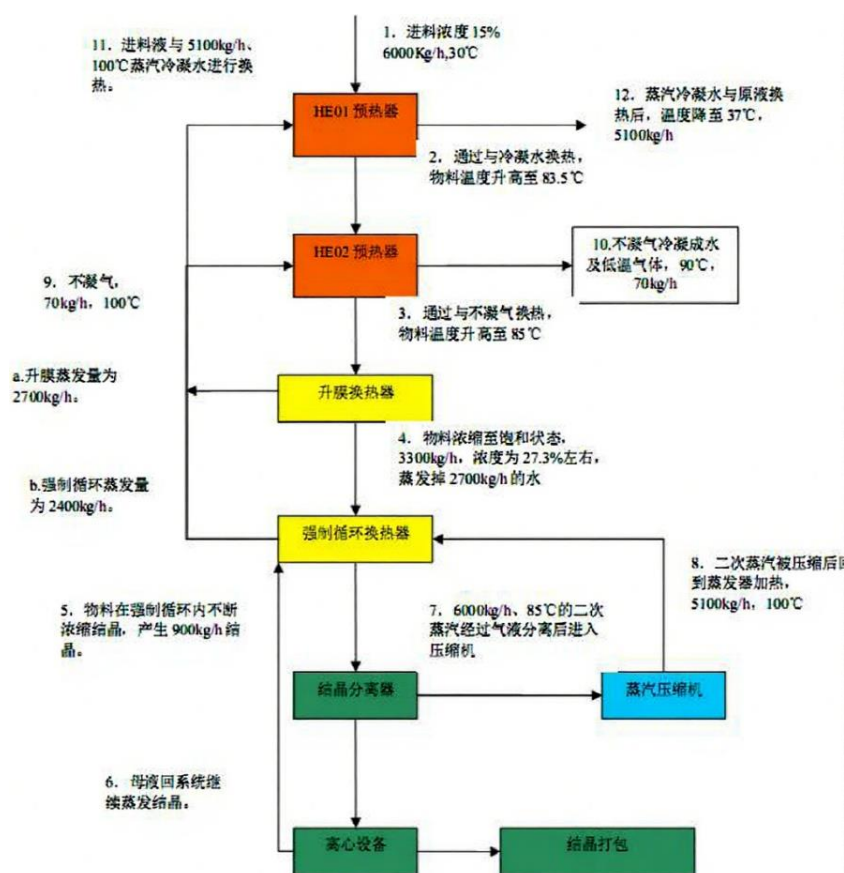 1. 进料浓度 15%
6000Kg/h,30℃
11. 进料液与 5100kg/h、
100℃蒸汽冷凝水进行换
热。
HE01 预热器
12. 蒸汽冷凝水与原液换
热后，温度降至 37℃，
5100kg/h
2. 通过与冷凝水换热，
物料温度升高至 83.5℃
HE02 预热器
10.不凝气冷凝成水
及低温气体，90℃，
70kg/h
9. 不凝气，
70kg/h，100℃
3. 通过与不凝气换热，
物料温度升高至 85℃
a.升膜蒸发量为
2700kg/h。
升膜换热器
4. 物料浓缩至饱和状态，
3300kg/h，浓度为 27.3%左右，
蒸发掉 2700kg/h 的水
b.强制循环蒸发量
为 2400kg/h。
强制循环换热器
8. 二次蒸汽被压缩后回
到蒸发器加热，
5100kg/h，100℃
5. 物料在强制循环内不断
浓缩结晶，产生 900kg/h 结
晶。
7. 6000kg/h、85℃的二次
蒸汽经过气液分离后进入
压缩机
结晶分离器
蒸汽压缩机
6. 母液回系统继
续蒸发结晶。
离心设备
结晶打包